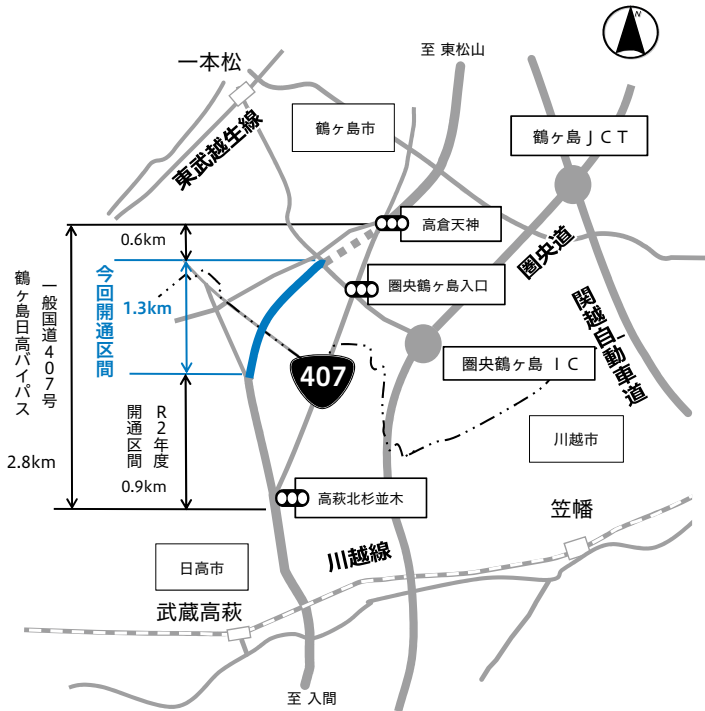 N
至 東松山
一本松
鶴ヶ島市
鶴ヶ島ＪＣＴ
東武越生線
高倉天神
0.6km
圏央道
今回開通区間
1.3km
圏央鶴ヶ島入口
関越自動車道
一般国道407号
鶴ヶ島日高バイパス
407
圏央鶴ヶ島 ＩＣ
R2年度
開通区間
川越市
2.8km
0.9km
高萩北杉並木
笠幡
川越線
日高市
武蔵高萩
至 入間